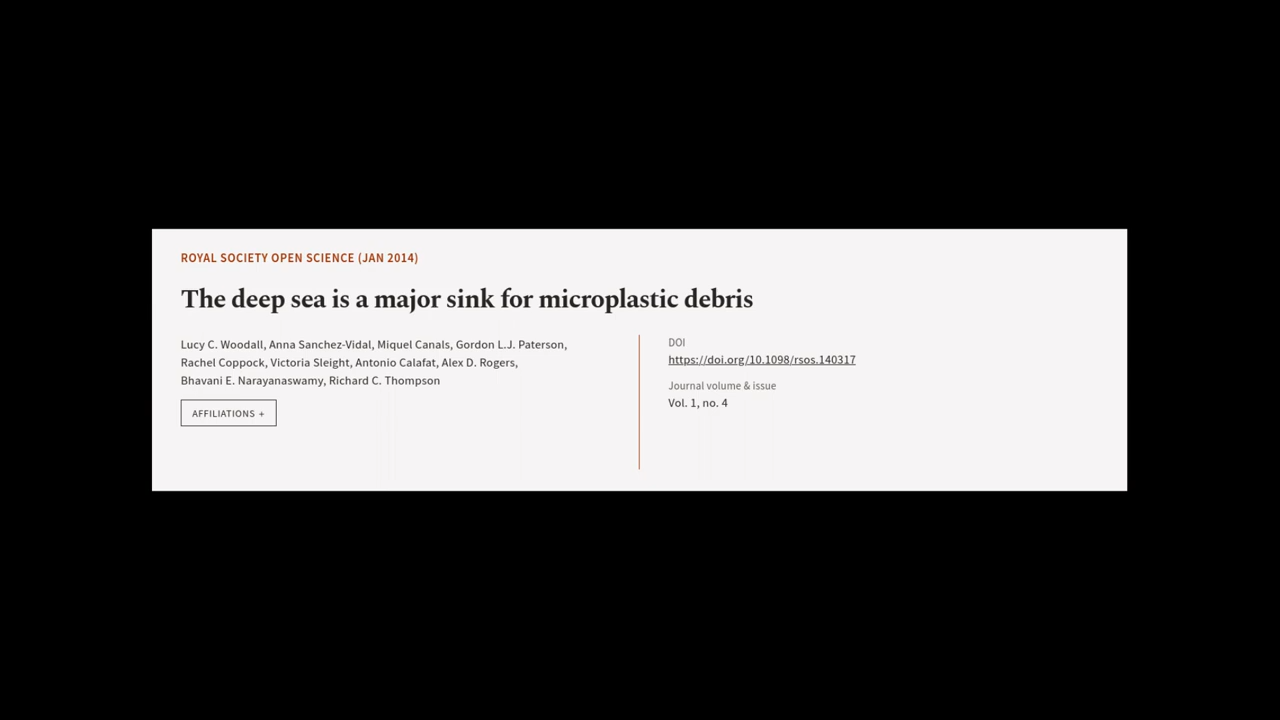 ROYAL SOCIETY OPEN SCIENCE (JAN 2014)
The deep sea is a major sink for microplastic debris
Lucy C. Woodall, Anna Sanchez-Vidal, Miquel Canals, Gordon L.J. Paterson,
Rachel Coppock, Victoria Sleight, Antonio Calafat, Alex D. Rogers,
Bhavani E. Narayanaswamy, Richard C. Thompson
AFFILIATIONS +
DOI
https://doi.org/10.1098/rsos.140317
Journal volume & issue
Vol. 1, no. 4